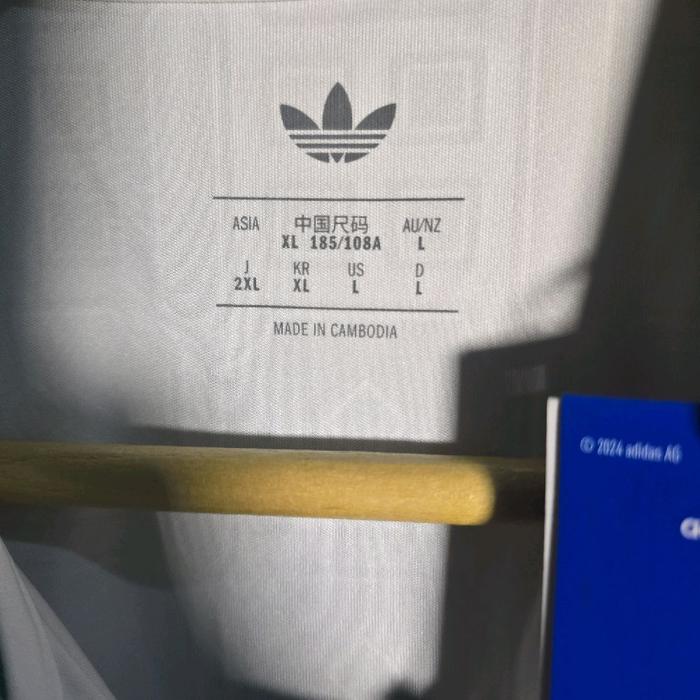 ASIA 中国尺码 AU/NZ
XL 185/108A L
J KR US D
2XL XL L L
MADE IN CAMBODIA
© 2024 adidas AG